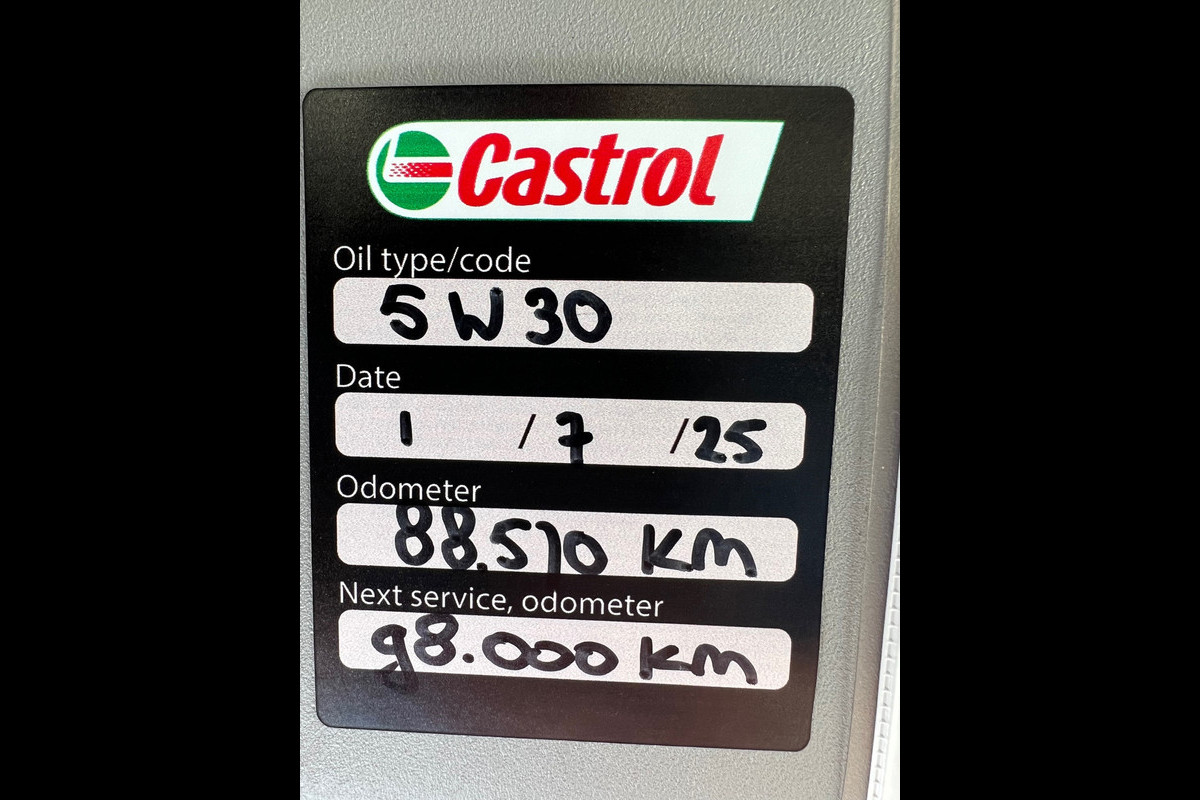 Castrol
Oil type/code
5W30
Date
1 / 7 / 25
Odometer
88.510 KM
Next service, odometer
98.000 KM